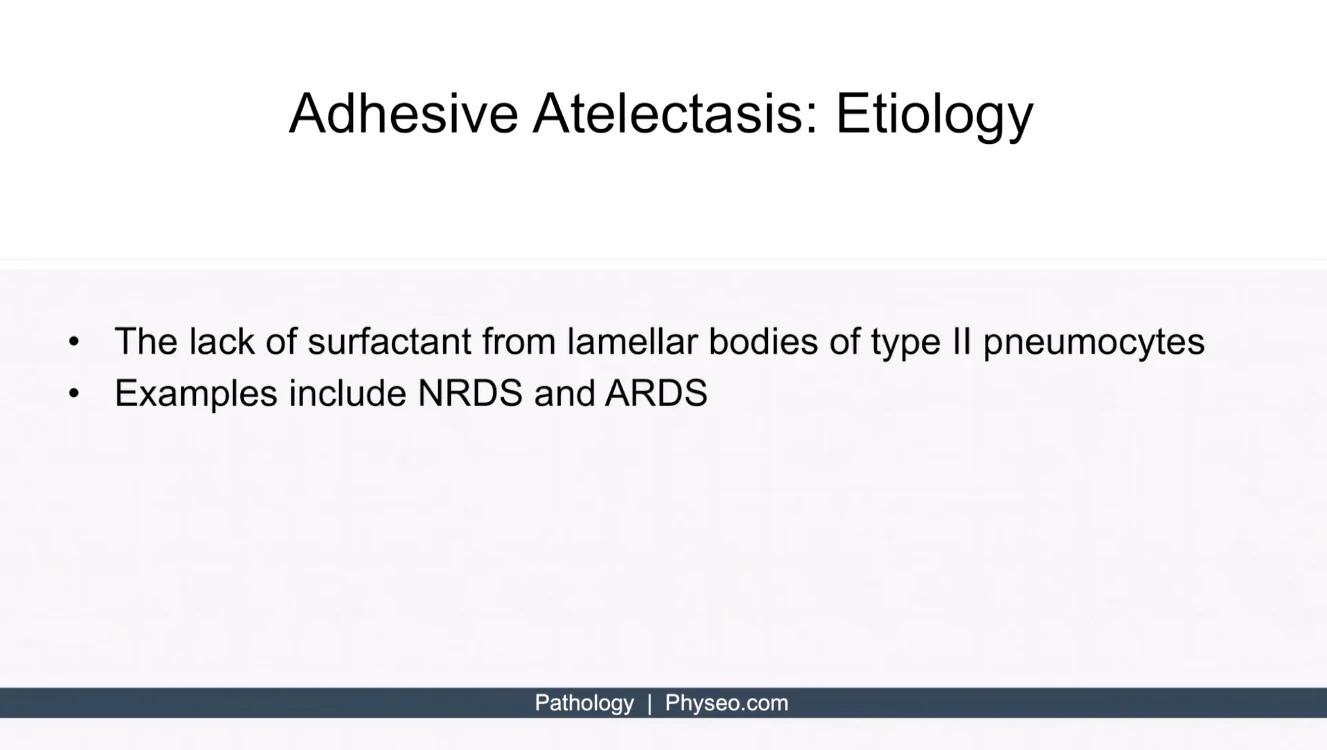 Adhesive Atelectasis: Etiology
• The lack of surfactant from lamellar bodies of type II pneumocytes
• Examples include NRDS and ARDS
Pathology | Physeo.com